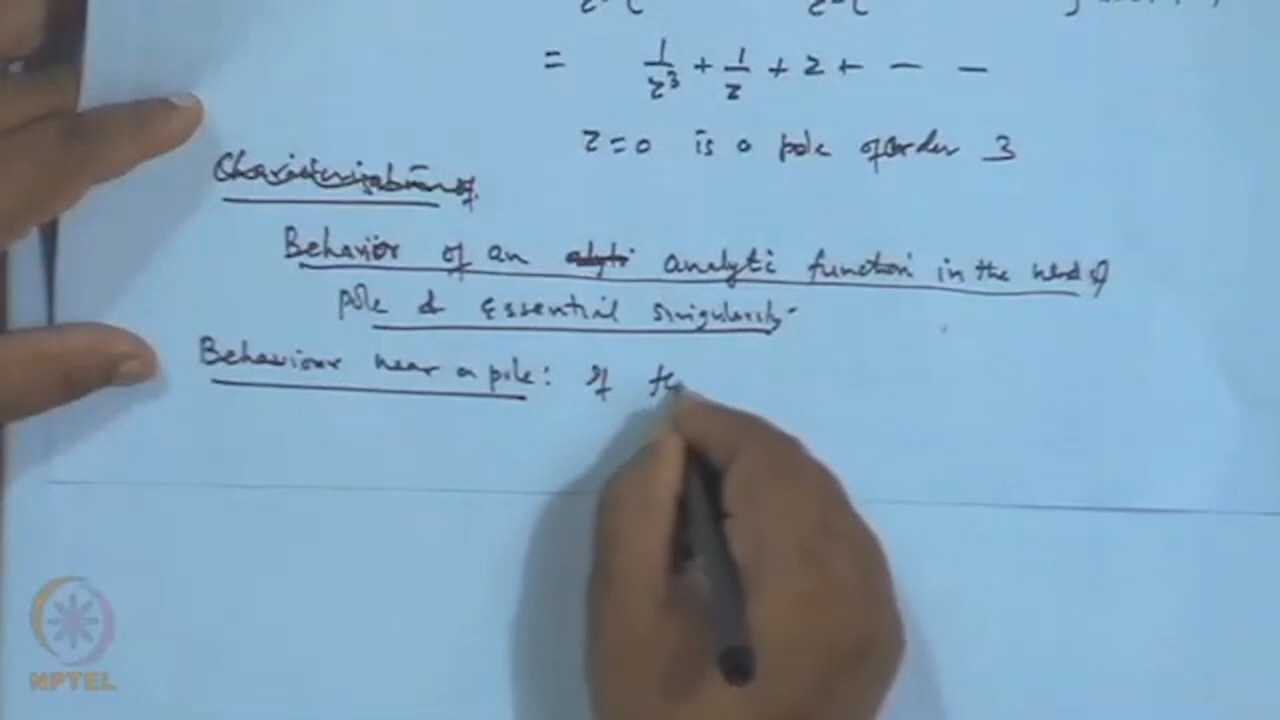 = 1/z³ + 1/z + z + — —
z=0 is a pole of order 3
Characterization of
Behavior of an analytic function in the nbhd of
pole & Essential singularity.
Behaviour near a pole: If f(
NPTEL